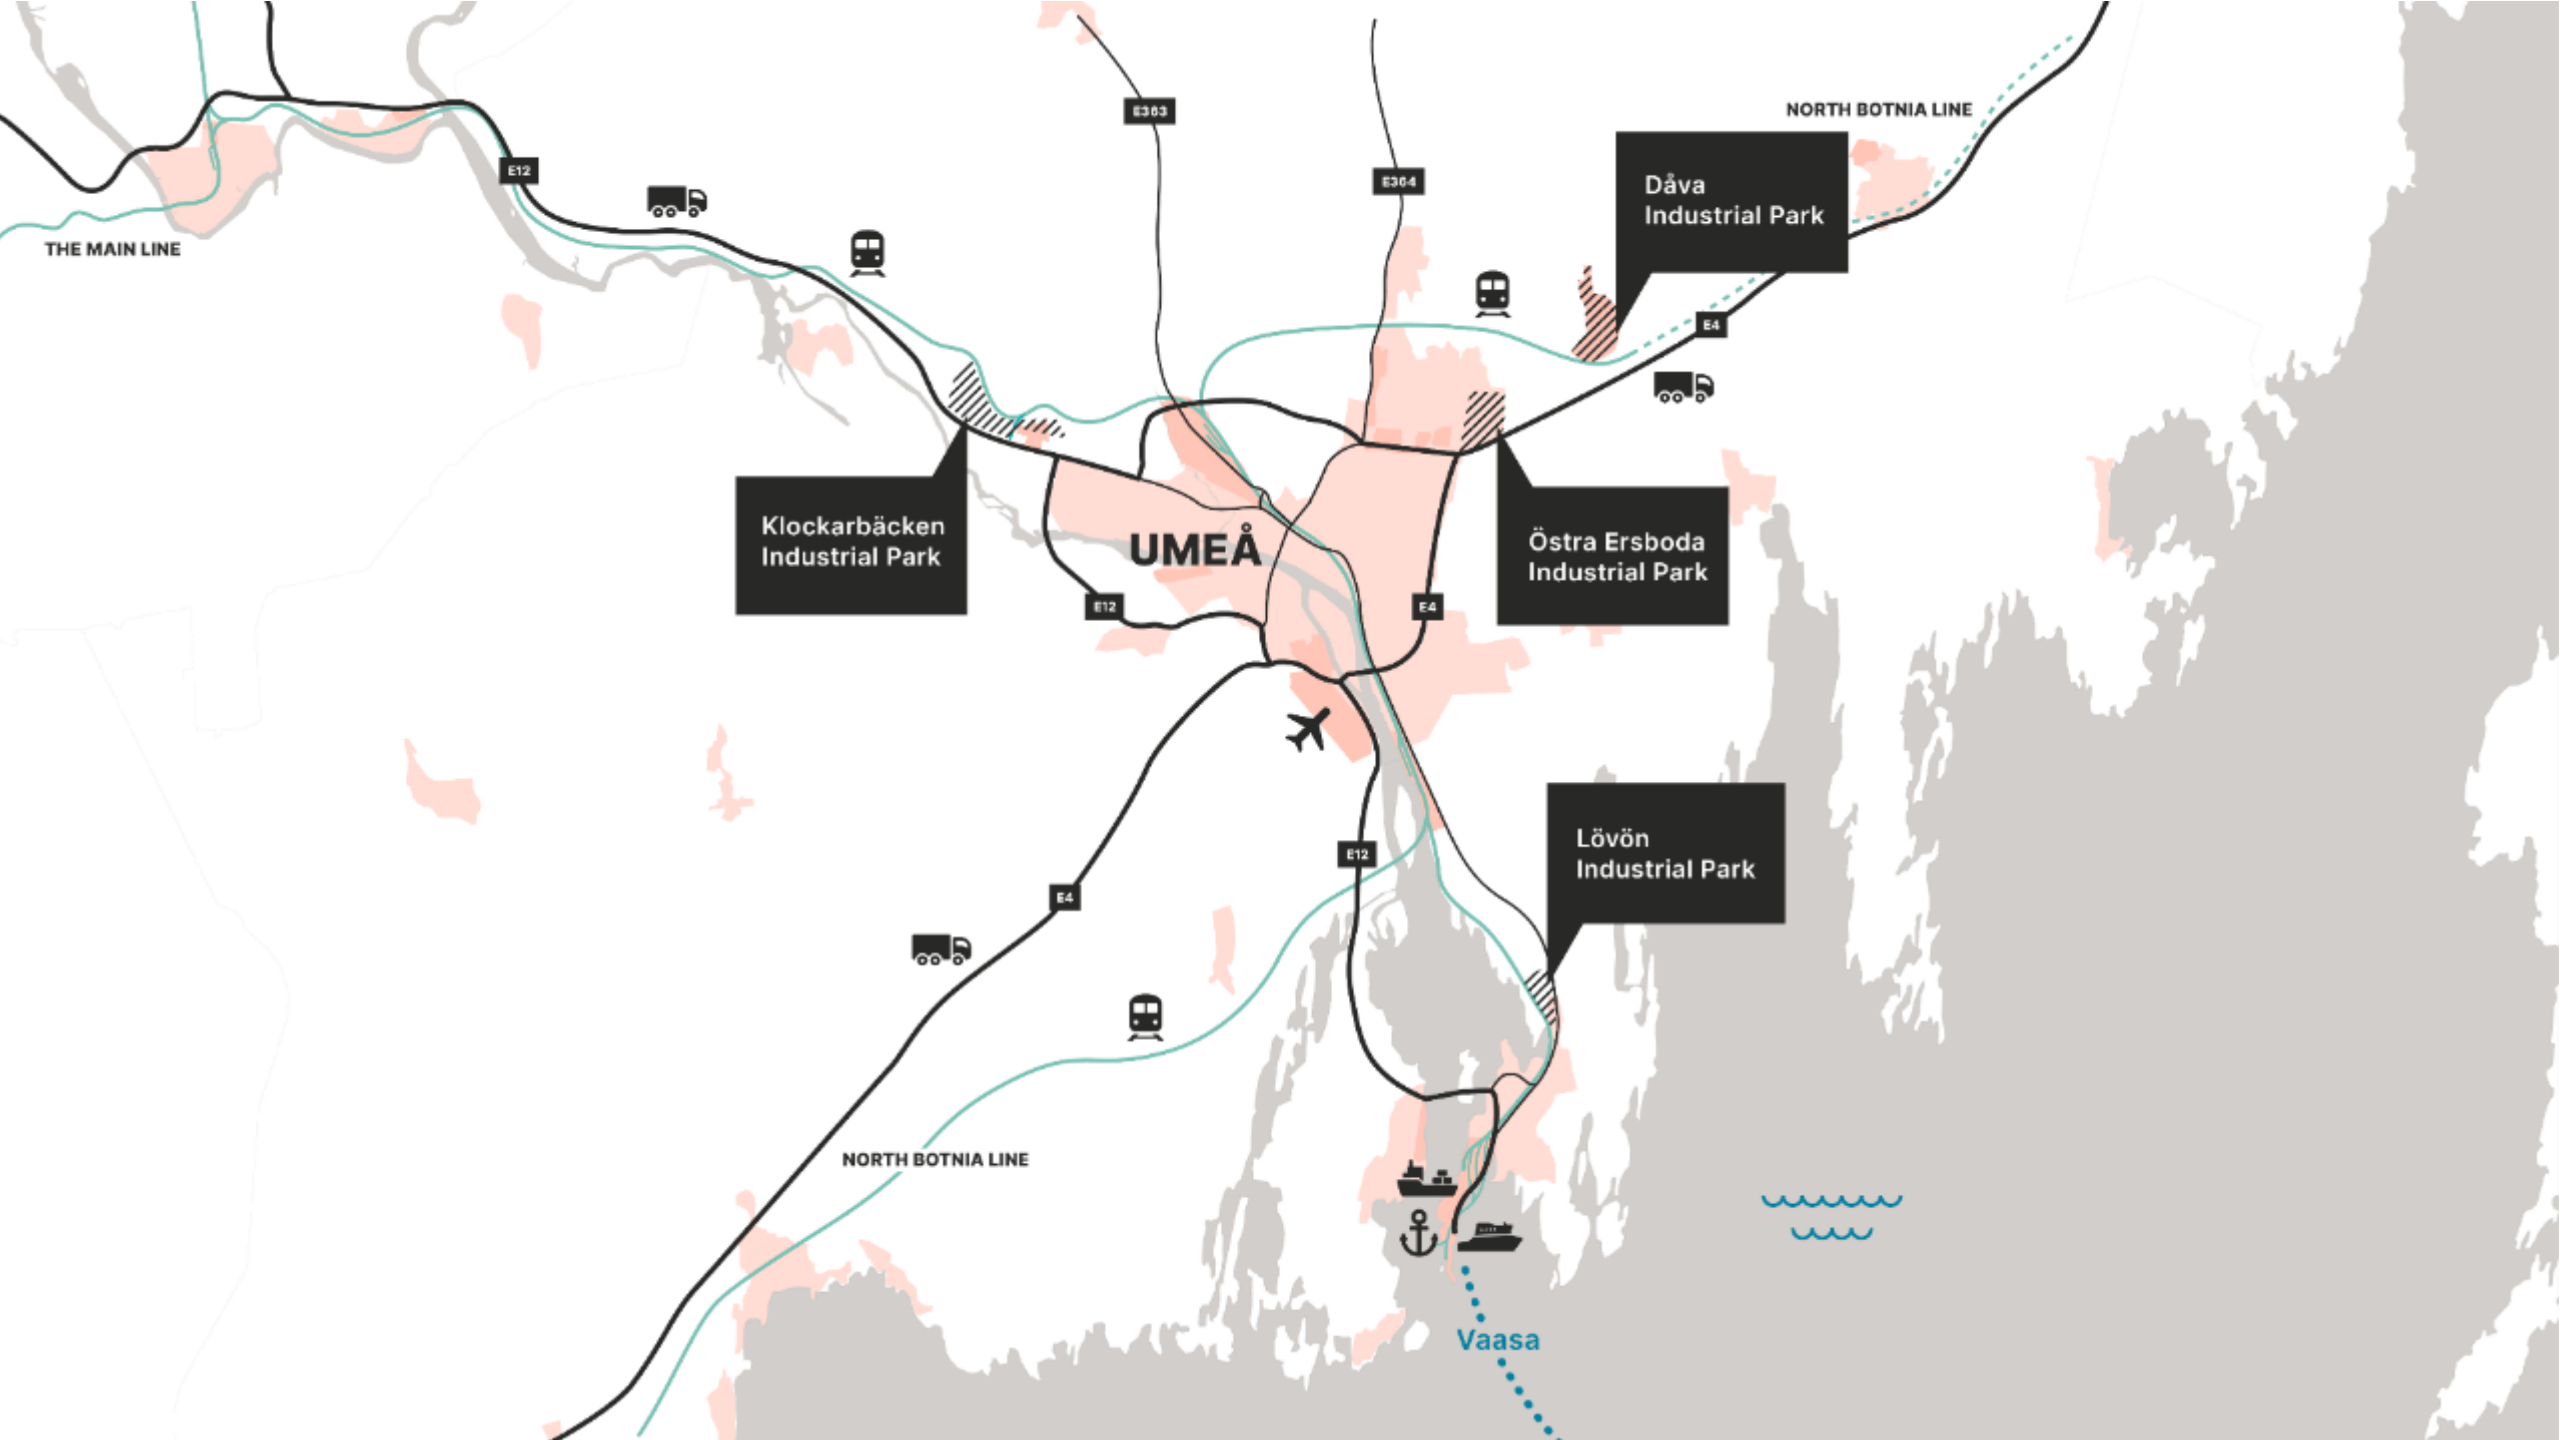 E363
NORTH BOTNIA LINE
E12
E364
Dåva
Industrial Park
THE MAIN LINE
E4
Klockarbäcken
Industrial Park
UMEÅ
Östra Ersboda
Industrial Park
E12
E4
Lövön
Industrial Park
E12
E4
NORTH BOTNIA LINE
Vaasa